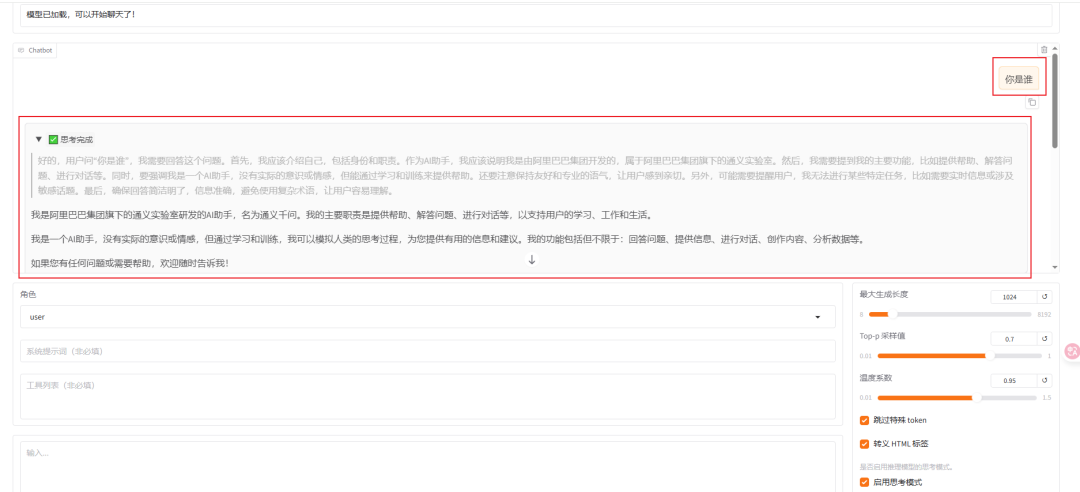 模型已加载，可以开始聊天了！
Chatbot
你是谁
思考完成
好的，用户问"你是谁"，我需要回答这个问题。首先，我应该介绍自己，包括身份和职责。作为AI助手，我应该说明我是由阿里巴巴集团开发的，属于阿里巴巴集团旗下的通义实验室。然后，我需要提到我的主要功能，比如提供帮助、解答问
题、进行对话等。同时，要强调我是一个AI助手，没有实际的意识或情感，但能通过学习和训练来提供帮助。还要注意保持友好和专业的语气，让用户感到亲切。另外，可能需要提醒用户，我无法进行某些特定任务，比如需要实时信息或涉及
敏感话题。最后，确保回答简洁明了，信息准确，避免使用复杂术语，让用户容易理解。
我是阿里巴巴集团旗下的通义实验室研发的AI助手，名为通义千问。我的主要职责是提供帮助、解答问题、进行对话等，以支持用户的学习、工作和生活。
我是一个AI助手，没有实际的意识或情感，但通过学习和训练，我可以模拟人类的思考过程，为您提供有用的信息和建议。我的功能包括但不限于：回答问题、提供信息、进行对话、创作内容、分析数据等。
如果您有任何问题或需要帮助，欢迎随时告诉我！
角色
user
系统提示词（非必填）
工具列表（非必填）
输入...
最大生成长度
1024
8
8192
Top-p 采样值
0.7
0.01
1
温度系数
0.95
0.01
1.5
跳过特殊 token
转义 HTML 标签
是否启用推理模型的思考模式。
启用思考模式